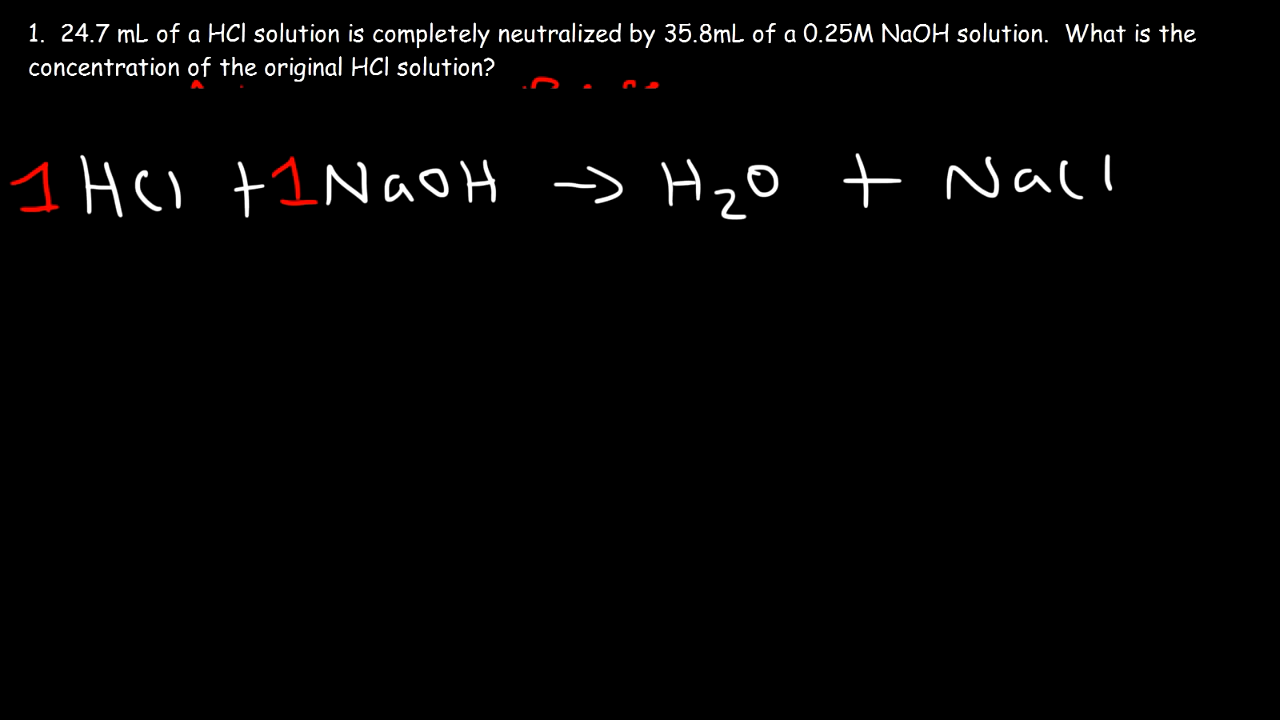 1. 24.7 mL of a HCl solution is completely neutralized by 35.8mL of a 0.25M NaOH solution. What is the
concentration of the original HCl solution?
1 HCl + 1 NaOH → H₂O + NaCl